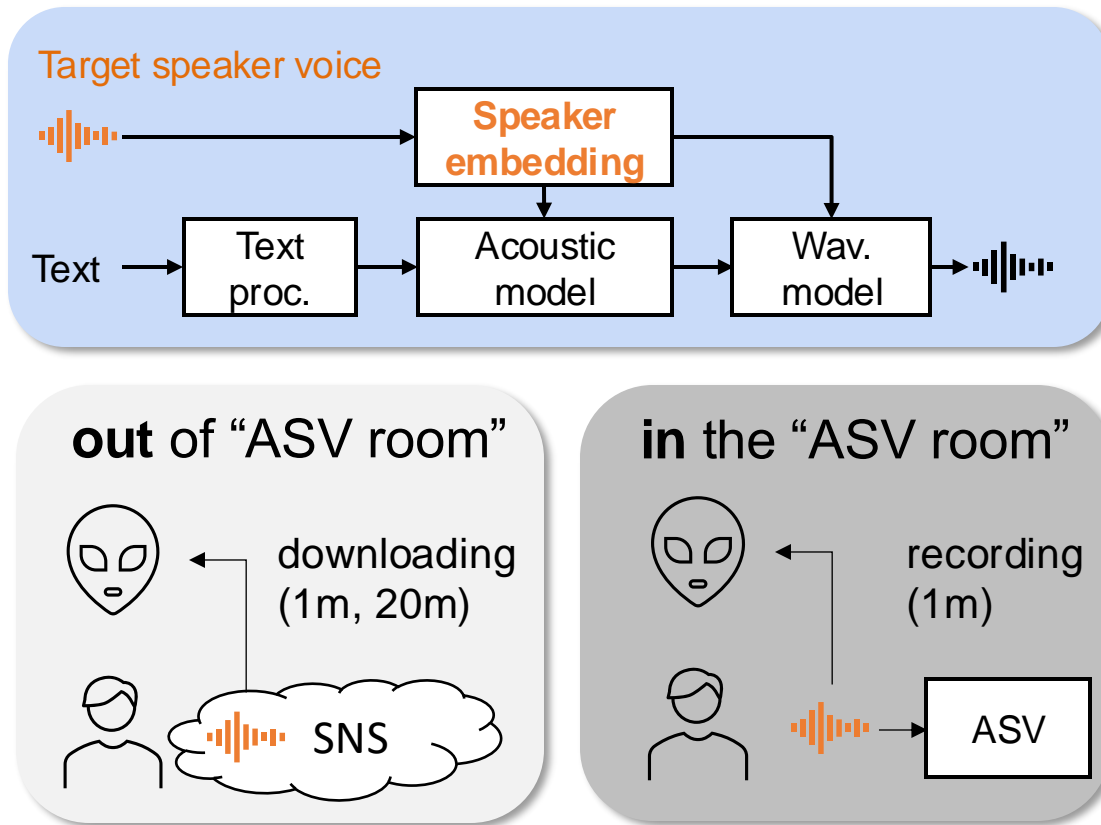 Target speaker voice
Speaker
embedding
Text
Text
proc.
Acoustic
model
Wav.
model
out of “ASV room”
downloading
(1m, 20m)
SNS
in the “ASV room”
recording
(1m)
ASV